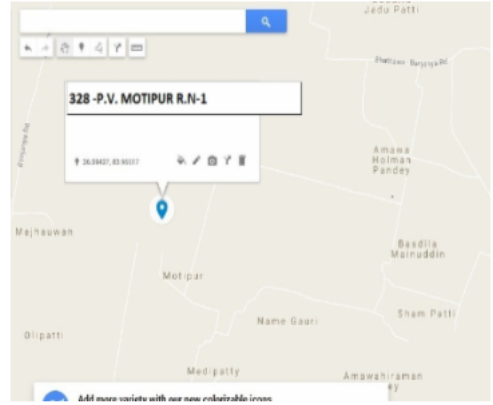 Jadu Patti
328 -P.V. MOTIPUR R.N-1
Amawa
Holman
Pandey
Majhauwan
Basdila
Mainuddin
Motipur
Sham Patti
Name Gauri
Olipatti
Medipatty
Amawahiraman
Add more variety with our new colorizable icons